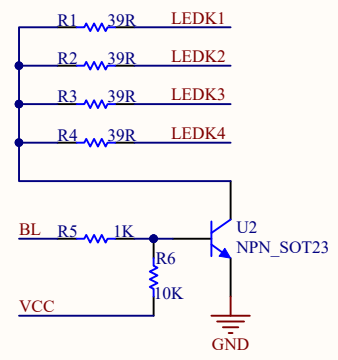 R1 39R LEDK1
R2 39R LEDK2
R3 39R LEDK3
R4 39R LEDK4
BL R5 1K U2
NPN_SOT23
R6
10K
VCC
GND